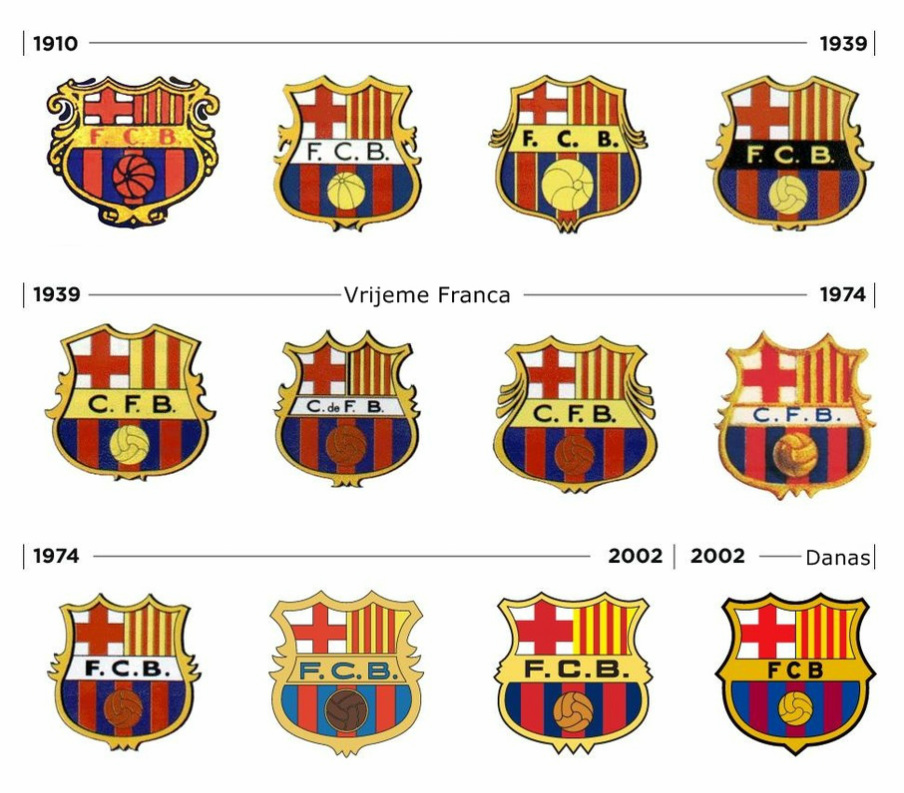 1910 1939
F. C. B.
F. C. B.
F. C. B.
F. C. B.
1939 Vrijeme Franca 1974
C. F. B.
C. de F. B.
C. F. B.
C. F. B.
1974 2002 2002 Danas
F.C.B.
F.C.B.
F.C.B.
FCB